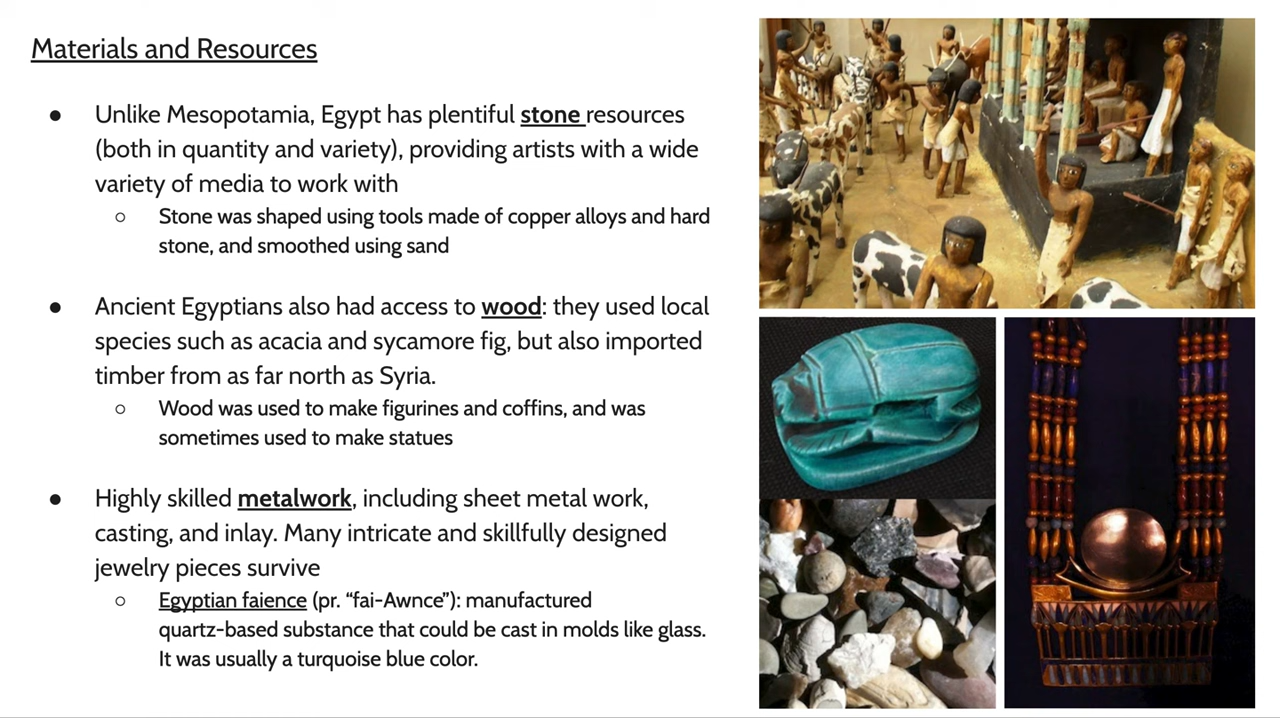 Materials and Resources
● Unlike Mesopotamia, Egypt has plentiful stone resources
(both in quantity and variety), providing artists with a wide
variety of media to work with
○ Stone was shaped using tools made of copper alloys and hard
stone, and smoothed using sand
● Ancient Egyptians also had access to wood: they used local
species such as acacia and sycamore fig, but also imported
timber from as far north as Syria.
○ Wood was used to make figurines and coffins, and was
sometimes used to make statues
● Highly skilled metalwork, including sheet metal work,
casting, and inlay. Many intricate and skillfully designed
jewelry pieces survive
○ Egyptian faience (pr. “fai-Awnce”): manufactured
quartz-based substance that could be cast in molds like glass.
It was usually a turquoise blue color.